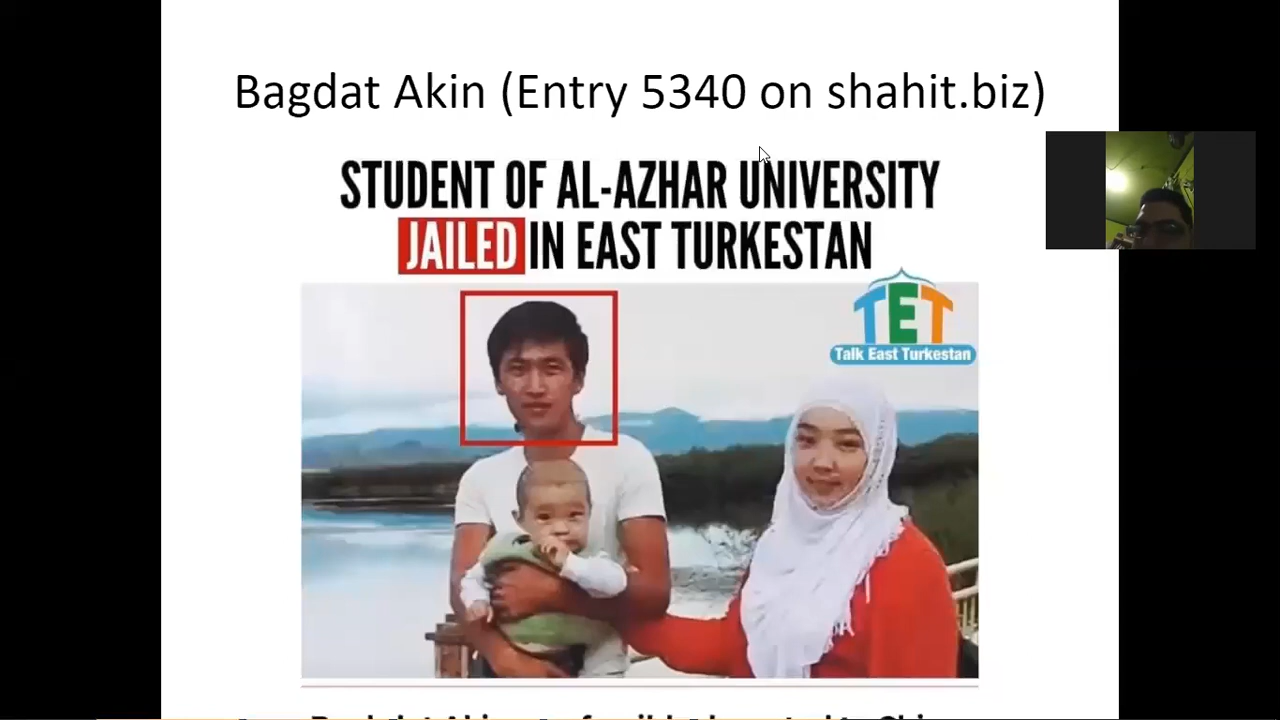 Bagdat Akin (Entry 5340 on shahit.biz)
STUDENT OF AL-AZHAR UNIVERSITY
JAILED IN EAST TURKESTAN
TET
Talk East Turkestan